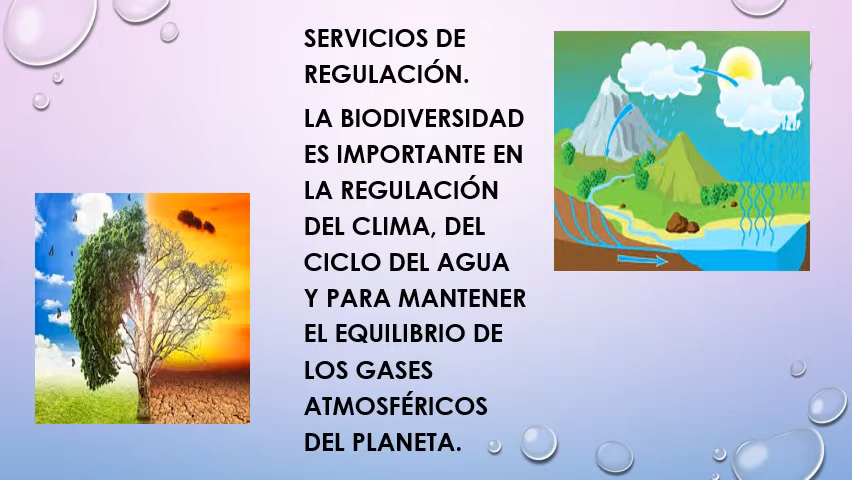 SERVICIOS DE
REGULACIÓN.
LA BIODIVERSIDAD
ES IMPORTANTE EN
LA REGULACIÓN
DEL CLIMA, DEL
CICLO DEL AGUA
Y PARA MANTENER
EL EQUILIBRIO DE
LOS GASES
ATMOSFÉRICOS
DEL PLANETA.